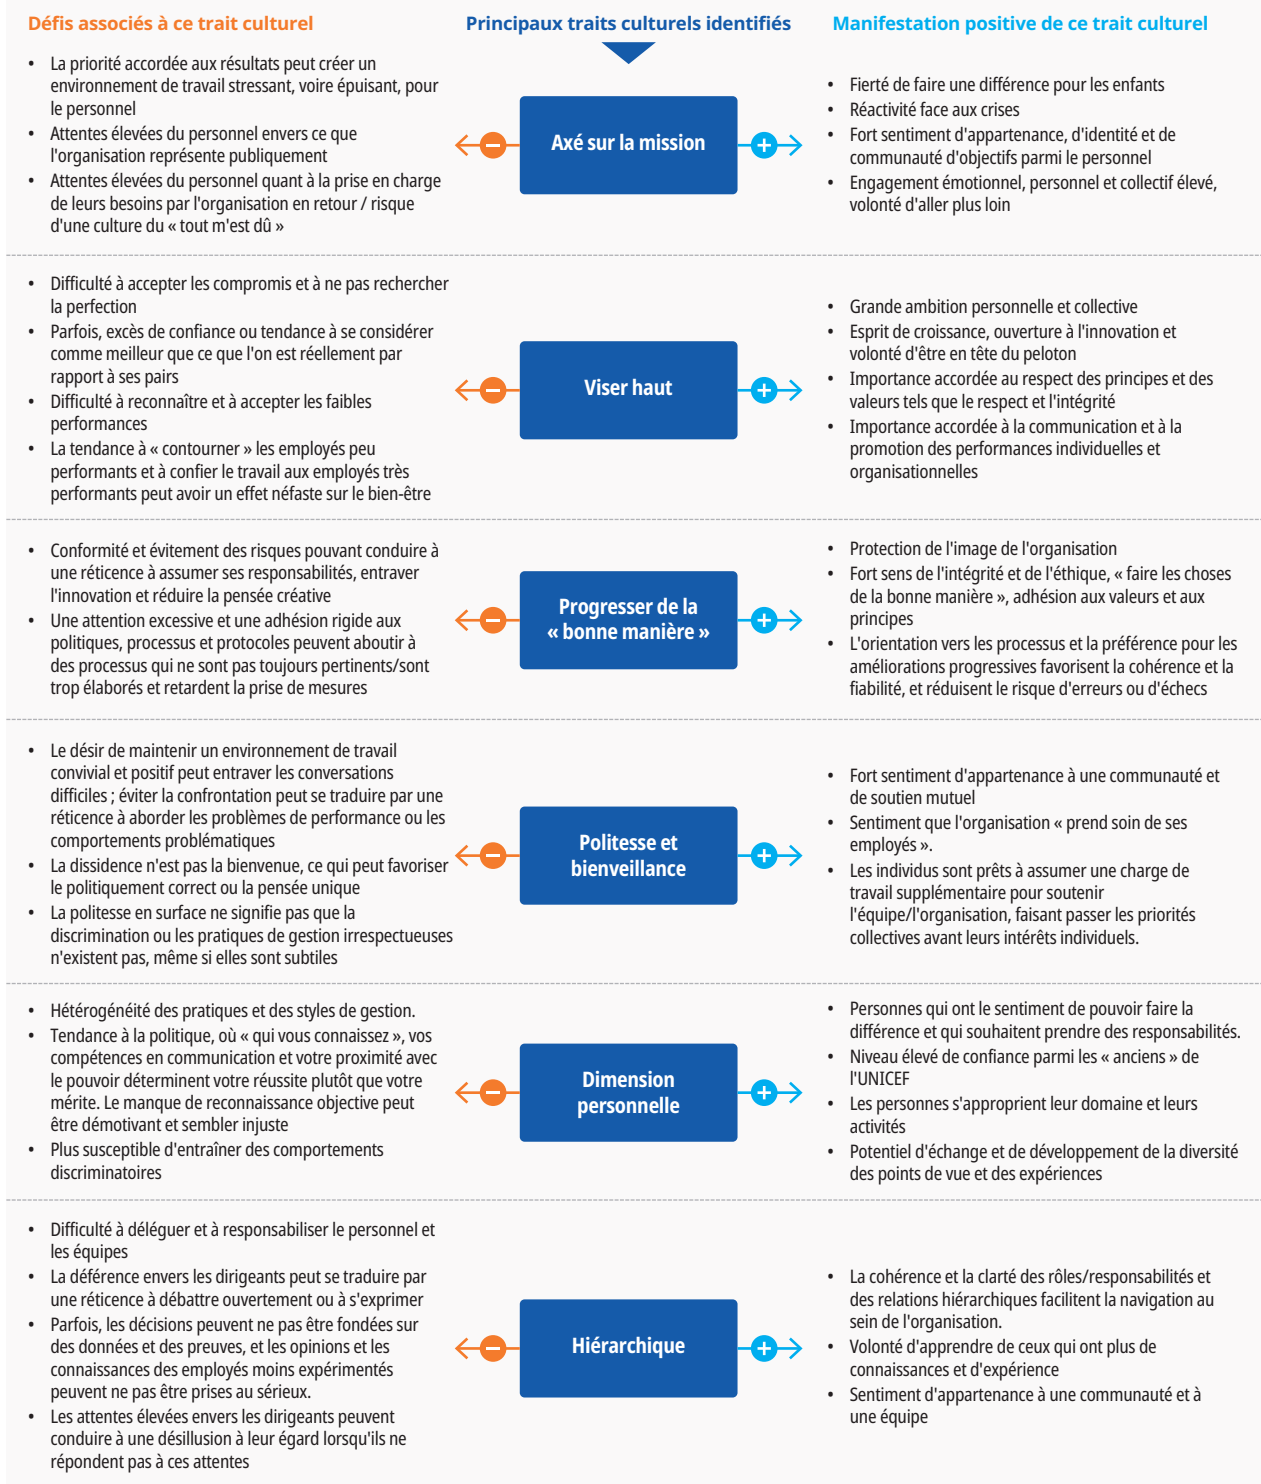 Défis associés à ce trait culturel
Principaux traits culturels identifiés
Manifestation positive de ce trait culturel
• La priorité accordée aux résultats peut créer un
environnement de travail stressant, voire épuisant, pour
le personnel
• Attentes élevées du personnel envers ce que
l'organisation représente publiquement
• Attentes élevées du personnel quant à la prise en charge
de leurs besoins par l'organisation en retour / risque
d'une culture du « tout m'est dû »
Axé sur la mission
• Fierté de faire une différence pour les enfants
• Réactivité face aux crises
• Fort sentiment d'appartenance, d'identité et de
communauté d'objectifs parmi le personnel
• Engagement émotionnel, personnel et collectif élevé,
volonté d'aller plus loin
• Difficulté à accepter les compromis et à ne pas rechercher
la perfection
• Parfois, excès de confiance ou tendance à se considérer
comme meilleur que ce que l'on est réellement par
rapport à ses pairs
• Difficulté à reconnaître et à accepter les faibles
performances
• La tendance à « contourner » les employés peu
performants et à confier le travail aux employés très
performants peut avoir un effet néfaste sur le bien-être
Viser haut
• Grande ambition personnelle et collective
• Esprit de croissance, ouverture à l'innovation et
volonté d'être en tête du peloton
• Importance accordée au respect des principes et des
valeurs tels que le respect et l'intégrité
• Importance accordée à la communication et à la
promotion des performances individuelles et
organisationnelles
• Conformité et évitement des risques pouvant conduire à
une réticence à assumer ses responsabilités, entraver
l'innovation et réduire la pensée créative
• Une attention excessive et une adhésion rigide aux
politiques, processus et protocoles peuvent aboutir à
des processus qui ne sont pas toujours pertinents/sont
trop élaborés et retardent la prise de mesures
Progresser de la
« bonne manière »
• Protection de l'image de l'organisation
• Fort sens de l'intégrité et de l'éthique, « faire les choses
de la bonne manière », adhésion aux valeurs et aux
principes
• L'orientation vers les processus et la préférence pour les
améliorations progressives favorisent la cohérence et la
fiabilité, et réduisent le risque d'erreurs ou d'échecs
• Le désir de maintenir un environnement de travail
convivial et positif peut entraver les conversations
difficiles ; éviter la confrontation peut se traduire par une
réticence à aborder les problèmes de performance ou les
comportements problématiques
• La dissidence n'est pas la bienvenue, ce qui peut favoriser
le politiquement correct ou la pensée unique
• La politesse en surface ne signifie pas que la
discrimination ou les pratiques de gestion irrespectueuses
n'existent pas, même si elles sont subtiles
Politesse et
bienveillance
• Fort sentiment d'appartenance à une communauté et
de soutien mutuel
• Sentiment que l'organisation « prend soin de ses
employés ».
• Les individus sont prêts à assumer une charge de
travail supplémentaire pour soutenir
l'équipe/l'organisation, faisant passer les priorités
collectives avant leurs intérêts individuels.
• Hétérogénéité des pratiques et des styles de gestion.
• Tendance à la politique, où « qui vous connaissez », vos
compétences en communication et votre proximité avec
le pouvoir déterminent votre réussite plutôt que votre
mérite. Le manque de reconnaissance objective peut
être démotivant et sembler injuste
• Plus susceptible d'entraîner des comportements
discriminatoires
Dimension
personnelle
• Personnes qui ont le sentiment de pouvoir faire la
différence et qui souhaitent prendre des responsabilités.
• Niveau élevé de confiance parmi les « anciens » de
l'UNICEF
• Les personnes s'approprient leur domaine et leurs
activités
• Potentiel d'échange et de développement de la diversité
des points de vue et des expériences
• Difficulté à déléguer et à responsabiliser le personnel et
les équipes
• La déférence envers les dirigeants peut se traduire par
une réticence à débattre ouvertement ou à s'exprimer
• Parfois, les décisions peuvent ne pas être fondées sur
des données et des preuves, et les opinions et les
connaissances des employés moins expérimentés
peuvent ne pas être prises au sérieux.
• Les attentes élevées envers les dirigeants peuvent
conduire à une désillusion à leur égard lorsqu'ils ne
répondent pas à ces attentes
Hiérarchique
• La cohérence et la clarté des rôles/responsabilités et
des relations hiérarchiques facilitent la navigation au
sein de l'organisation.
• Volonté d'apprendre de ceux qui ont plus de
connaissances et d'expérience
• Sentiment d'appartenance à une communauté et à
une équipe